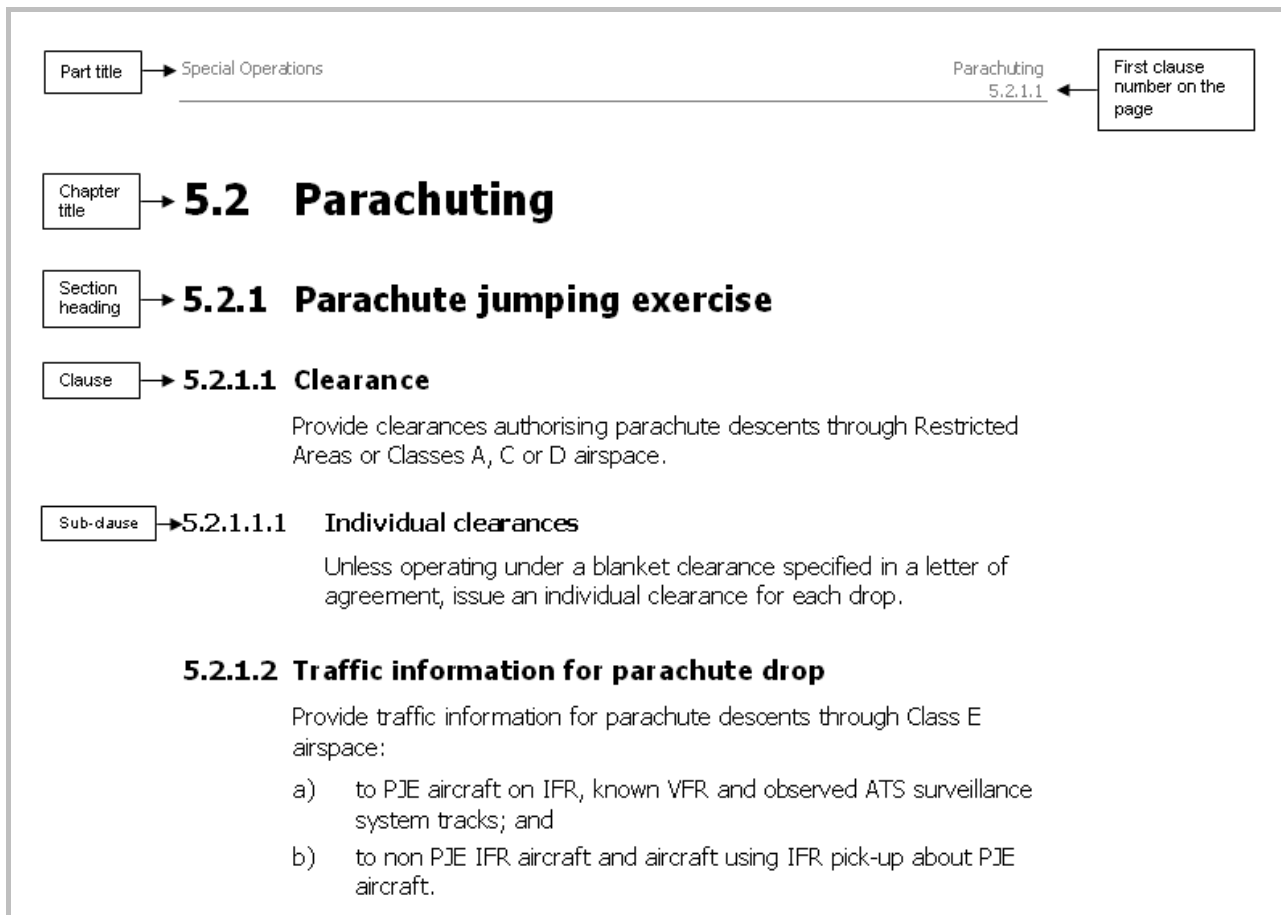 Part title
Special Operations
Parachuting
5.2.1.1
First clause
number on the
page
Chapter
title
5.2 Parachuting
Section
heading
5.2.1 Parachute jumping exercise
Clause
5.2.1.1 Clearance
Provide clearances authorising parachute descents through Restricted
Areas or Classes A, C or D airspace.
Sub-clause
5.2.1.1.1 Individual clearances
Unless operating under a blanket clearance specified in a letter of
agreement, issue an individual clearance for each drop.
5.2.1.2 Traffic information for parachute drop
Provide traffic information for parachute descents through Class E
airspace:
a) to PJE aircraft on IFR, known VFR and observed ATS surveillance
system tracks; and
b) to non PJE IFR aircraft and aircraft using IFR pick-up about PJE
aircraft.